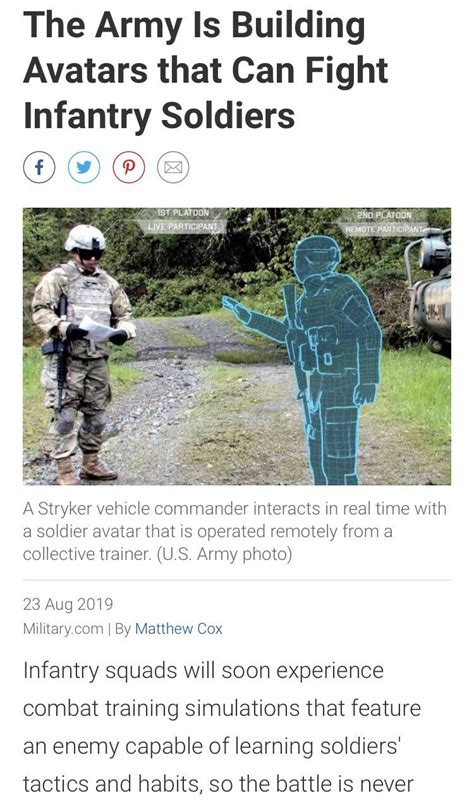 The Army Is Building
Avatars that Can Fight
Infantry Soldiers
1ST PLATOON
LIVE PARTICIPANT
2ND PLATOON
REMOTE PARTICIPANT
A Stryker vehicle commander interacts in real time with
a soldier avatar that is operated remotely from a
collective trainer. (U.S. Army photo)
23 Aug 2019
Military.com | By Matthew Cox
Infantry squads will soon experience
combat training simulations that feature
an enemy capable of learning soldiers'
tactics and habits, so the battle is never